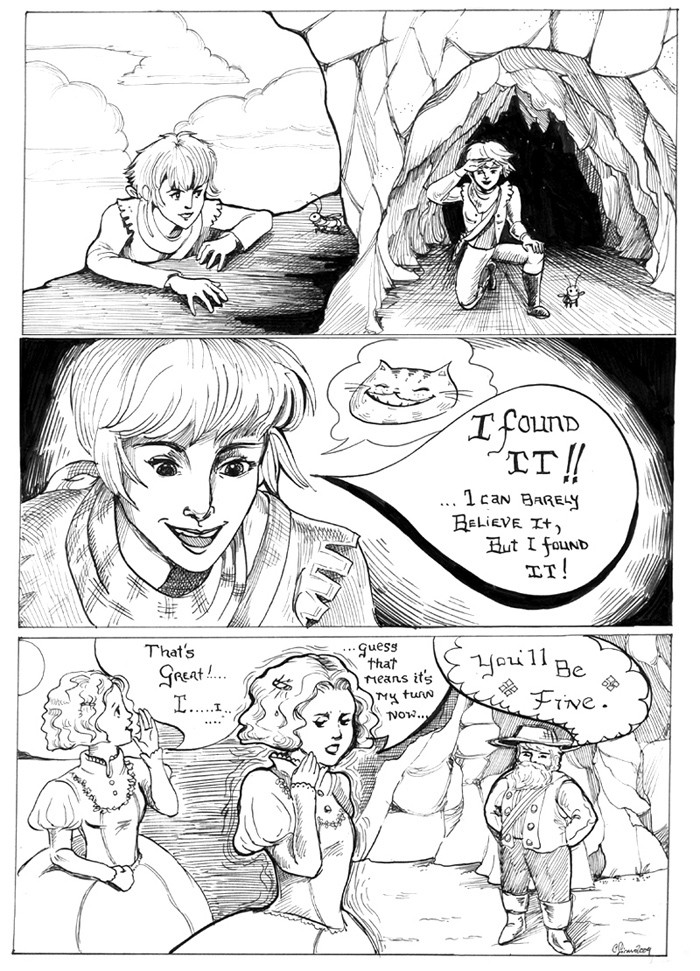 I found
IT!!
...I can barely
Believe it,
But I found
IT!
That's
Great!...
I.....I...
....
...guess
that
means it's
my turn
now...
You'll Be
Fine.